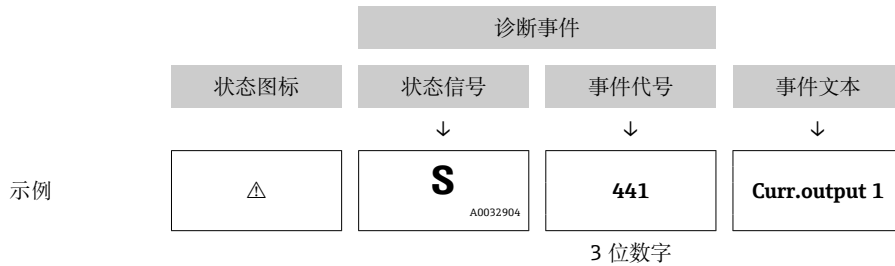 诊断事件
状态图标 状态信号 事件代号 事件文本
↓ ↓ ↓
示例 ⚠ S 441 Curr.output 1
A0032904
3 位数字